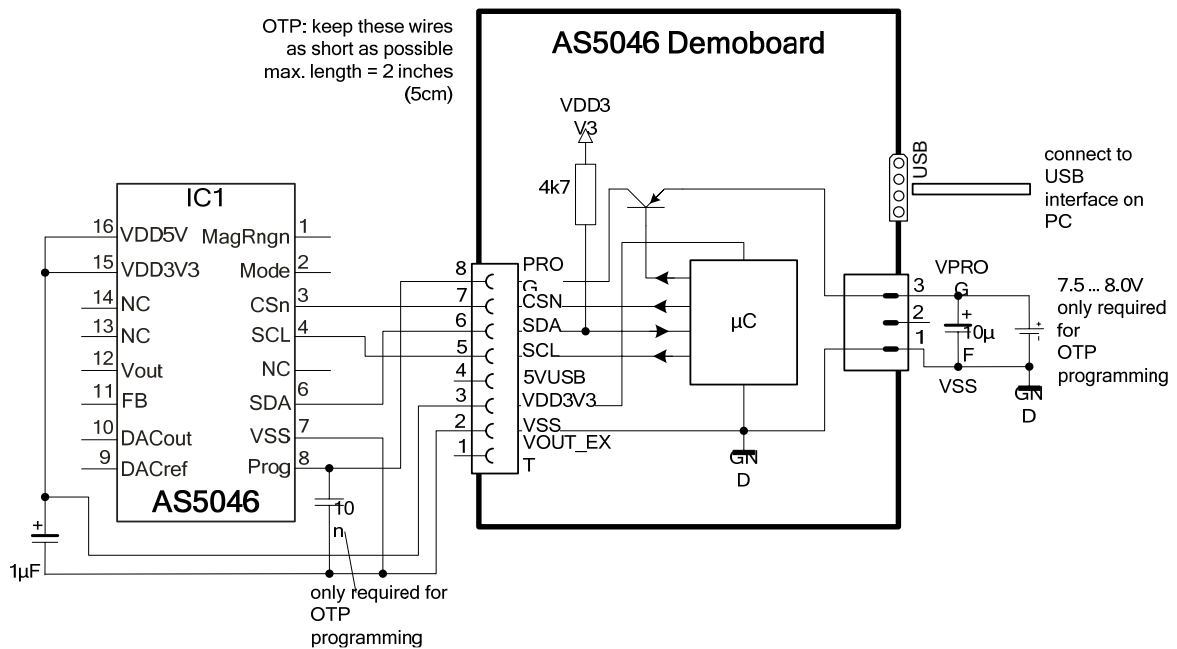 OTP: keep these wires
as short as possible
max. length = 2 inches
(5cm)
AS5046 Demoboard
VDD3
V3
4k7
USB
connect to
USB
interface on
PC
IC1
16 VDD5V
15 VDD3V3
14 NC
13 NC
12 Vout
11 FB
10 DACout
9 DACref
MagRngn 1
Mode 2
CSn 3
SCL 4
NC
SDA 6
VSS 7
Prog 8
AS5046
+
1µF
10
n
only required for
OTP
programming
8 PRO
G
7 CSN
6 SDA
5 SCL
4 5VUSB
3 VDD3V3
2 VSS
1 VOUT_EX
T
µC
GN
D
3
2
1
VPRO
G
+
10µ
F
VSS
+
-
GN
D
7.5 ... 8.0V
only required
for
OTP
programming